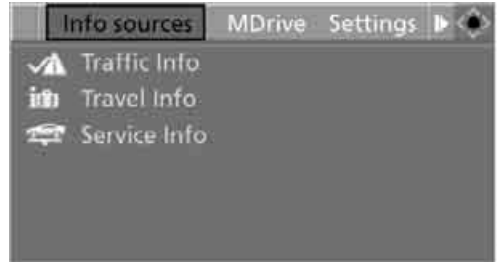 Info sources MDrive Settings
Traffic Info
Travel Info
Service Info